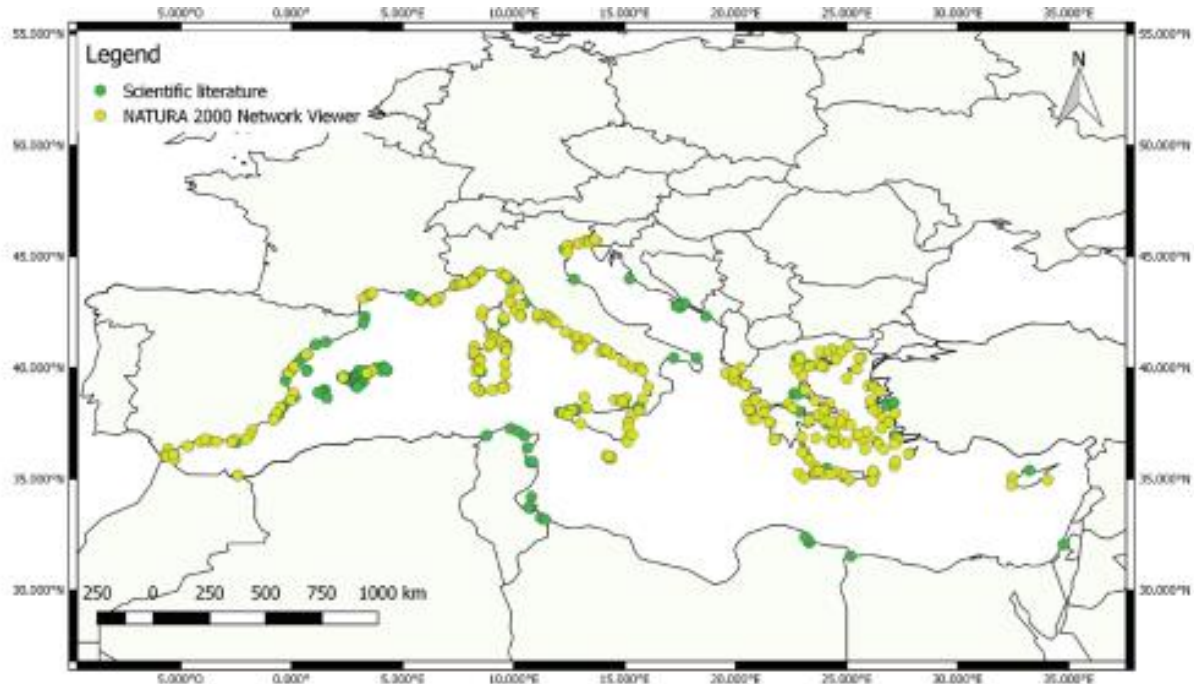 5.000°O 0.000°E 5.000°E 10.000°E 15.000°E 20.000°E 25.000°E 30.000°E 35.000°E
55.000°N 55.000°N
Legend
Scientific literature
NATURA 2000 Network Viewer
N
50.000°N 50.000°N
45.000°N 45.000°N
40.000°N 40.000°N
35.000°N 35.000°N
250 0 250 500 750 1000 km
30.000°N 30.000°N
5.000°O 0.000°E 5.000°E 10.000°E 15.000°E 20.000°E 25.000°E 30.000°E 35.000°E